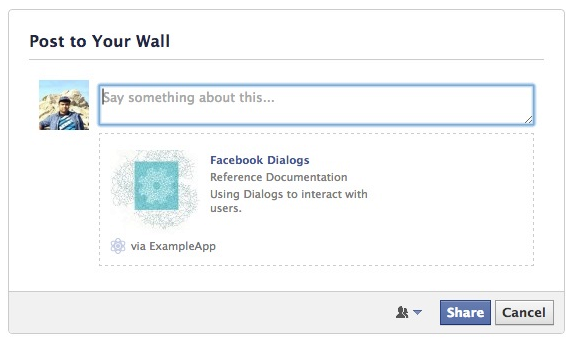 Post to Your Wall
Say something about this...
Facebook Dialogs
Reference Documentation
Using Dialogs to interact with
users.
via ExampleApp
Share
Cancel